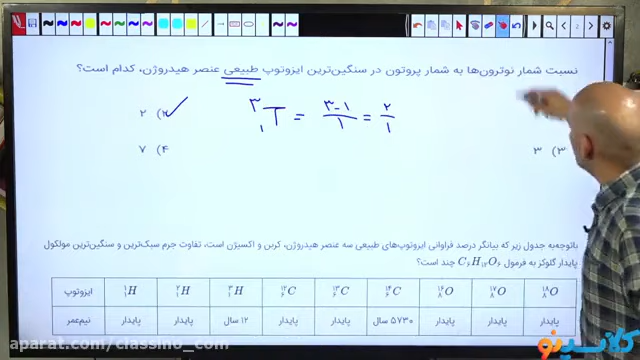 نسبت شمار نوترون‌ها به شمار پروتون در سنگین‌ترین ایزوتوپ طبیعی عنصر هیدروژن، کدام است؟
۲) ۲
³₁T = ۳-۱/۱ = ۲/۱
۳) ۳
۴) ۷
باتوجه‌به جدول زیر که بیانگر درصد فراوانی ایزوتوپ‌های طبیعی سه عنصر هیدروژن، کربن و اکسیژن است، تفاوت جرم سبک‌ترین و سنگین‌ترین مولکول
پایدار گلوکز به فرمول C₆H₁₂O₆ چند است؟
ایزوتوپ ¹₁H ²₁H ³₁H ¹²₆C ¹³₆C ¹⁴₆C ¹⁶₈O ¹⁷₈O ¹⁸₈O
نیم‌عمر پایدار پایدار ۱۲ سال پایدار پایدار ۵۷۳۰ سال پایدار پایدار پایدار
aparat.com/classino_com
کلاسینو